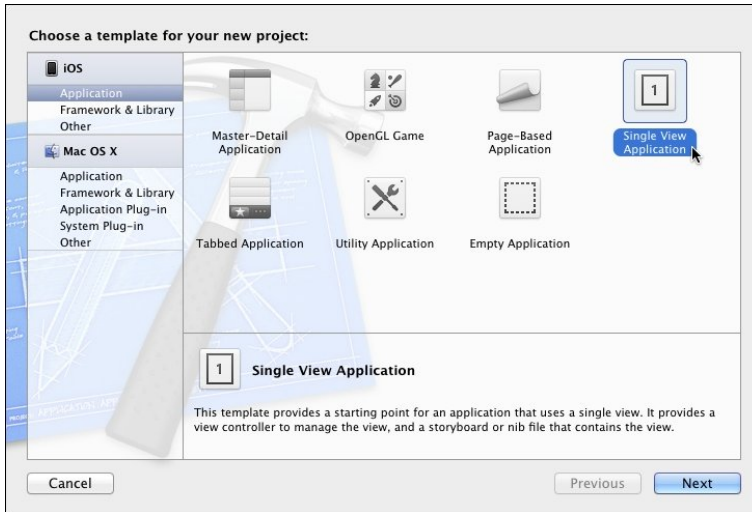 Choose a template for your new project:
iOS
Application
Framework & Library
Other
Mac OS X
Application
Framework & Library
Application Plug-in
System Plug-in
Other
Master-Detail
Application
OpenGL Game
Page-Based
Application
1
Single View
Application
Tabbed Application
Utility Application
Empty Application
1
Single View Application
This template provides a starting point for an application that uses a single view. It provides a
view controller to manage the view, and a storyboard or nib file that contains the view.
Cancel
Previous
Next